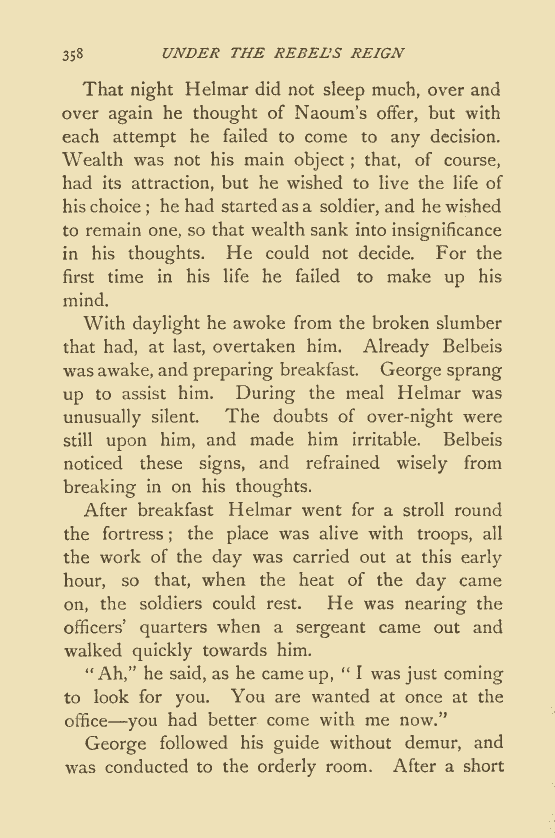 358 UNDER THE REBEL'S REIGN
That night Helmar did not sleep much, over and
over again he thought of Naoum's offer, but with
each attempt he failed to come to any decision.
Wealth was not his main object ; that, of course,
had its attraction, but he wished to live the life of
his choice ; he had started as a soldier, and he wished
to remain one, so that wealth sank into insignificance
in his thoughts. He could not decide. For the
first time in his life he failed to make up his
mind.
With daylight he awoke from the broken slumber
that had, at last, overtaken him. Already Belbeis
was awake, and preparing breakfast. George sprang
up to assist him. During the meal Helmar was
unusually silent. The doubts of over-night were
still upon him, and made him irritable. Belbeis
noticed these signs, and refrained wisely from
breaking in on his thoughts.
After breakfast Helmar went for a stroll round
the fortress ; the place was alive with troops, all
the work of the day was carried out at this early
hour, so that, when the heat of the day came
on, the soldiers could rest. He was nearing the
officers' quarters when a sergeant came out and
walked quickly towards him.
" Ah," he said, as he came up, " I was just coming
to look for you. You are wanted at once at the
office—you had better come with me now."
George followed his guide without demur, and
was conducted to the orderly room. After a short